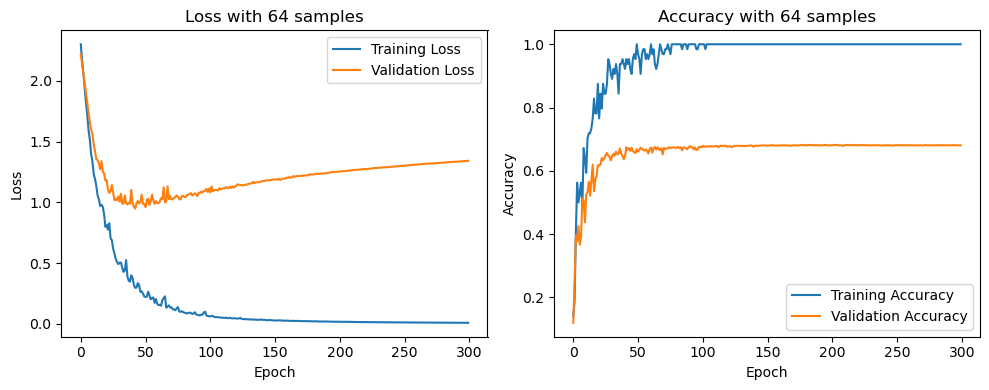 Loss with 64 samples
Training Loss
Validation Loss
2.0
1.5
1.0
0.5
0.0
Loss
0
50
100
150
200
250
300
Epoch
Accuracy with 64 samples
1.0
0.8
0.6
0.4
0.2
Accuracy
Training Accuracy
Validation Accuracy
0
50
100
150
200
250
300
Epoch